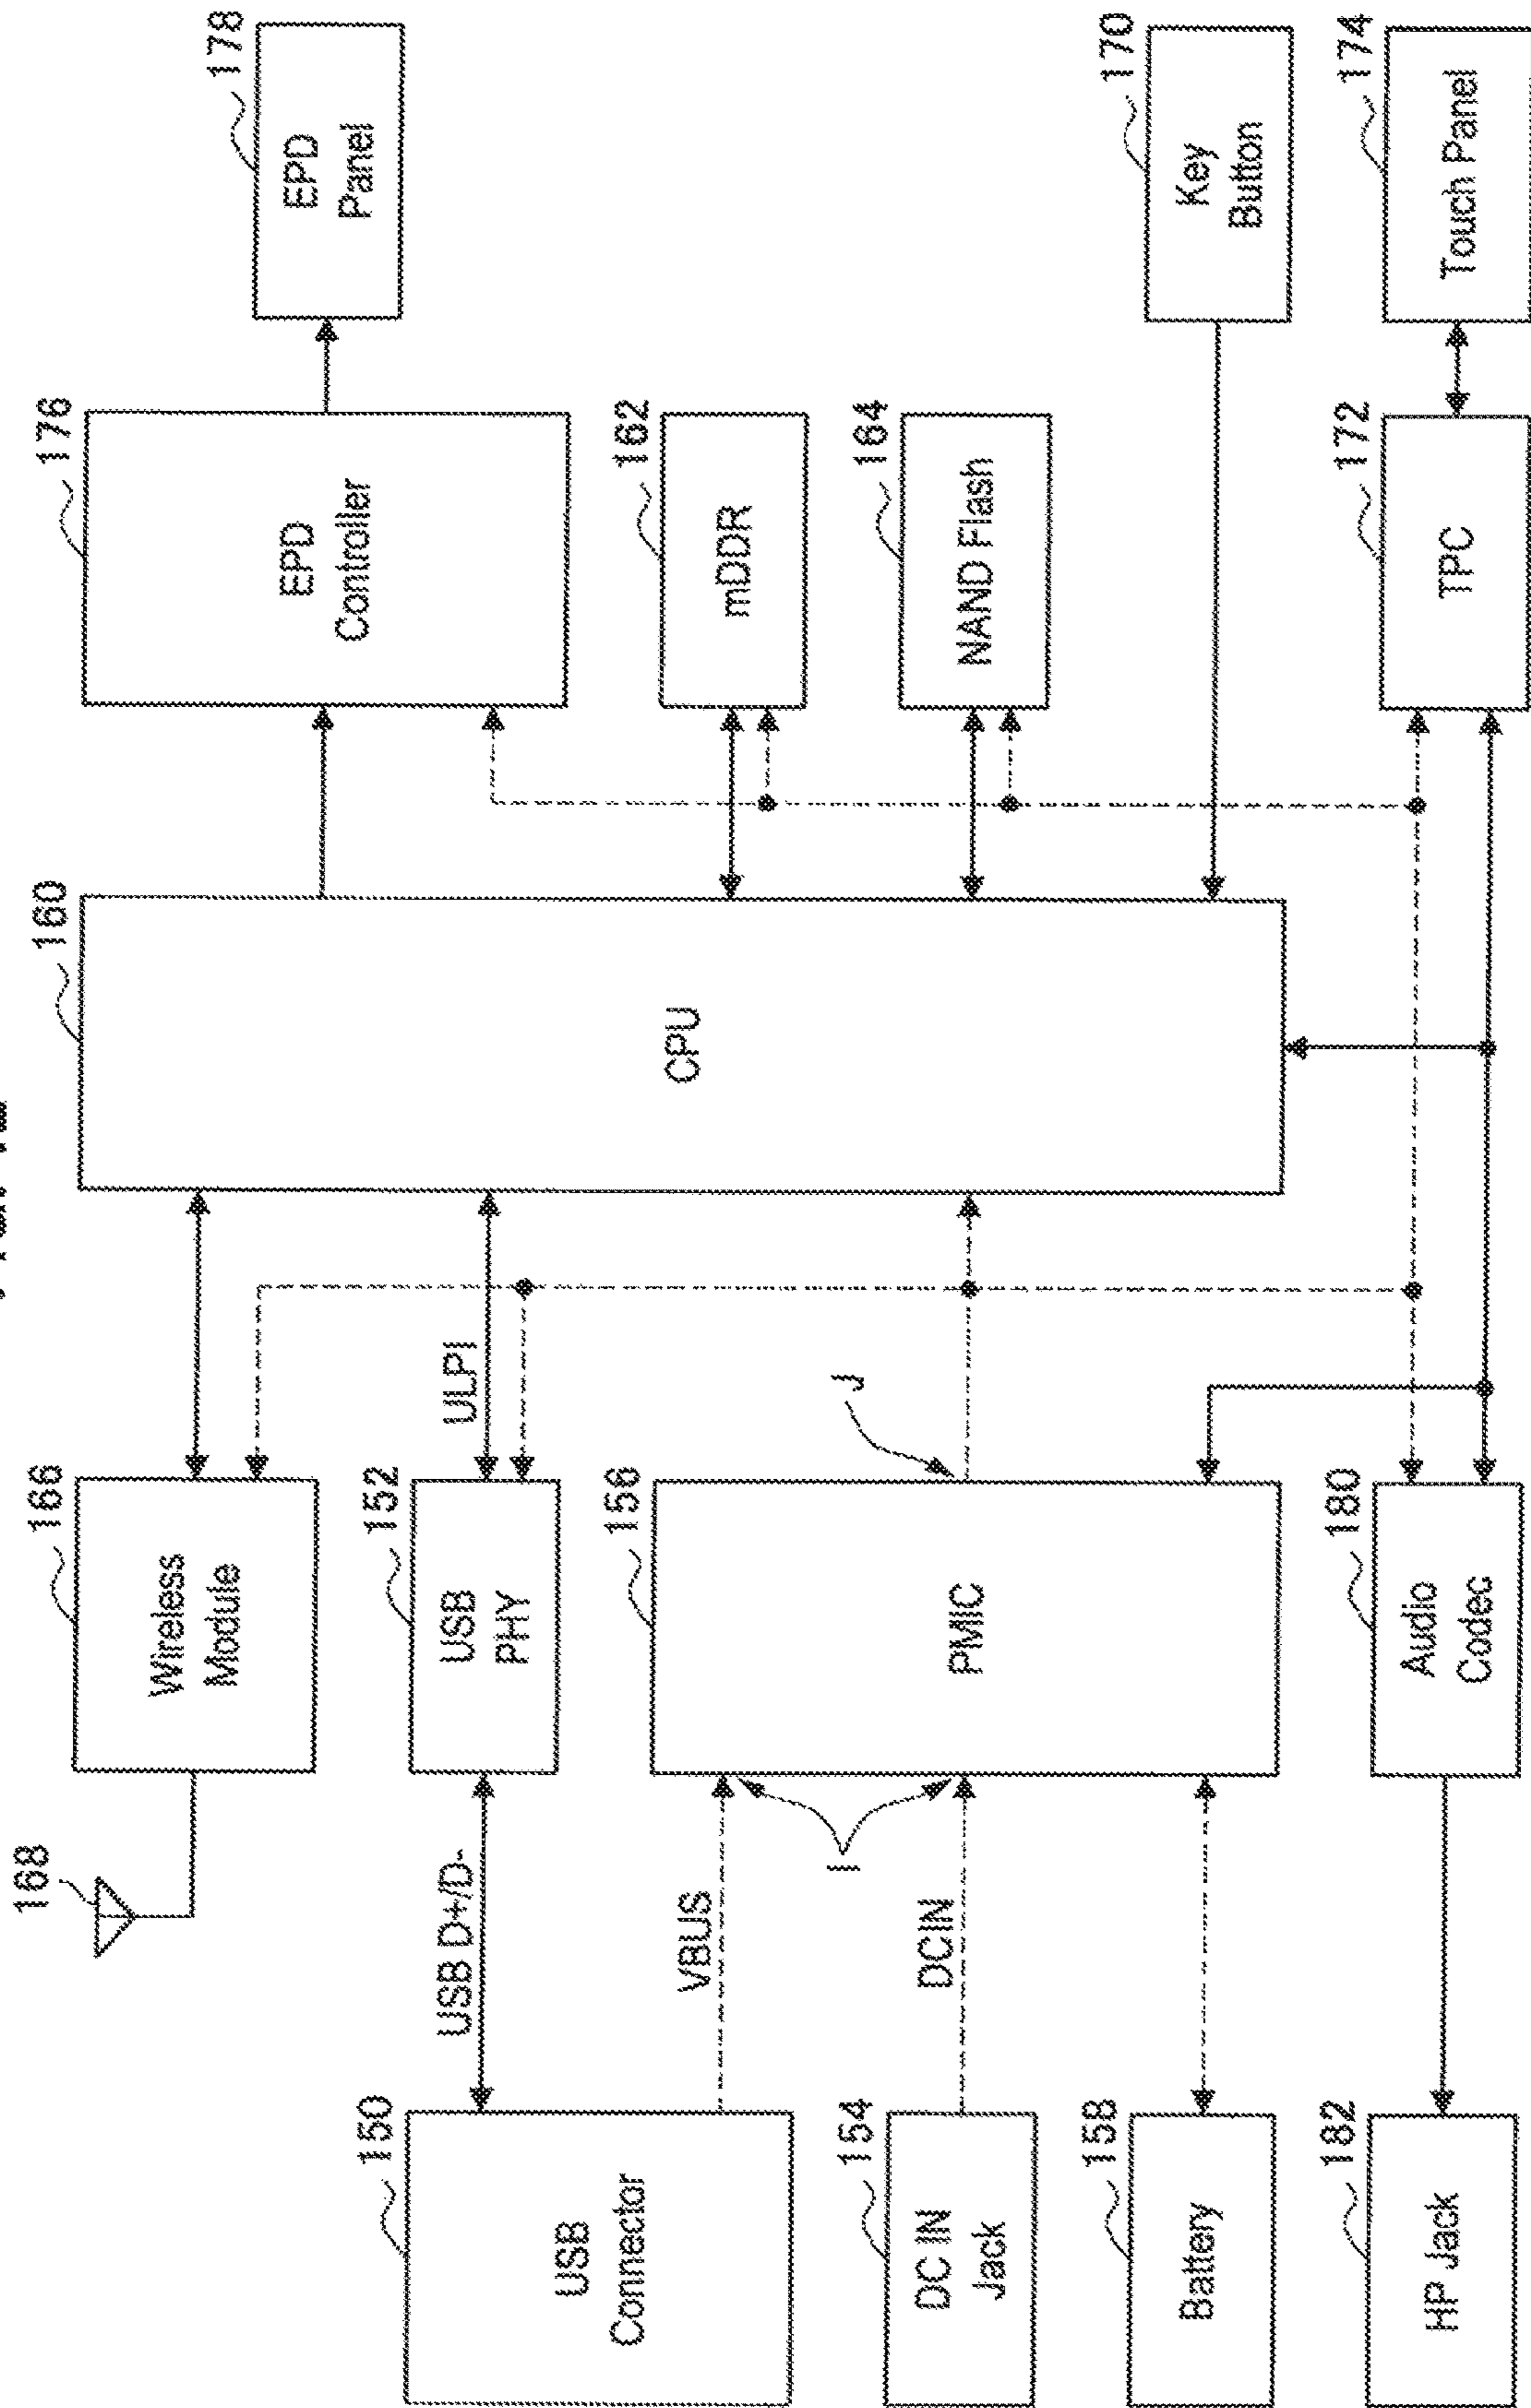 168
166
Wireless
Module
160
CPU
176
EPD
Controller
178
EPD
Panel
150
USB
Connector
USB D+/D-
152
USB
PHY
ULPI
162
mDDR
VBUS
154
DC IN
Jack
DCIN
I
156
PMIC
J
164
NAND Flash
158
Battery
170
Key
Button
182
HP Jack
180
Audio
Codec
172
TPC
174
Touch Panel